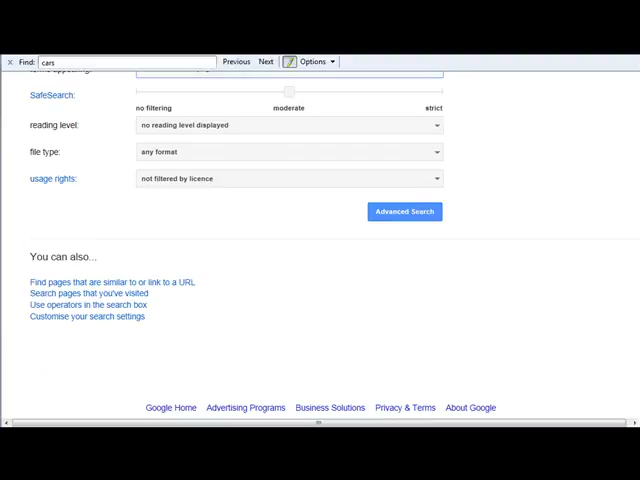 Find: cars Previous Next Options
terms appearing:
SafeSearch:
no filtering moderate strict
reading level: no reading level displayed
file type: any format
usage rights: not filtered by licence
Advanced Search
You can also...
Find pages that are similar to or link to a URL
Search pages that you've visited
Use operators in the search box
Customise your search settings
Google Home Advertising Programs Business Solutions Privacy & Terms About Google